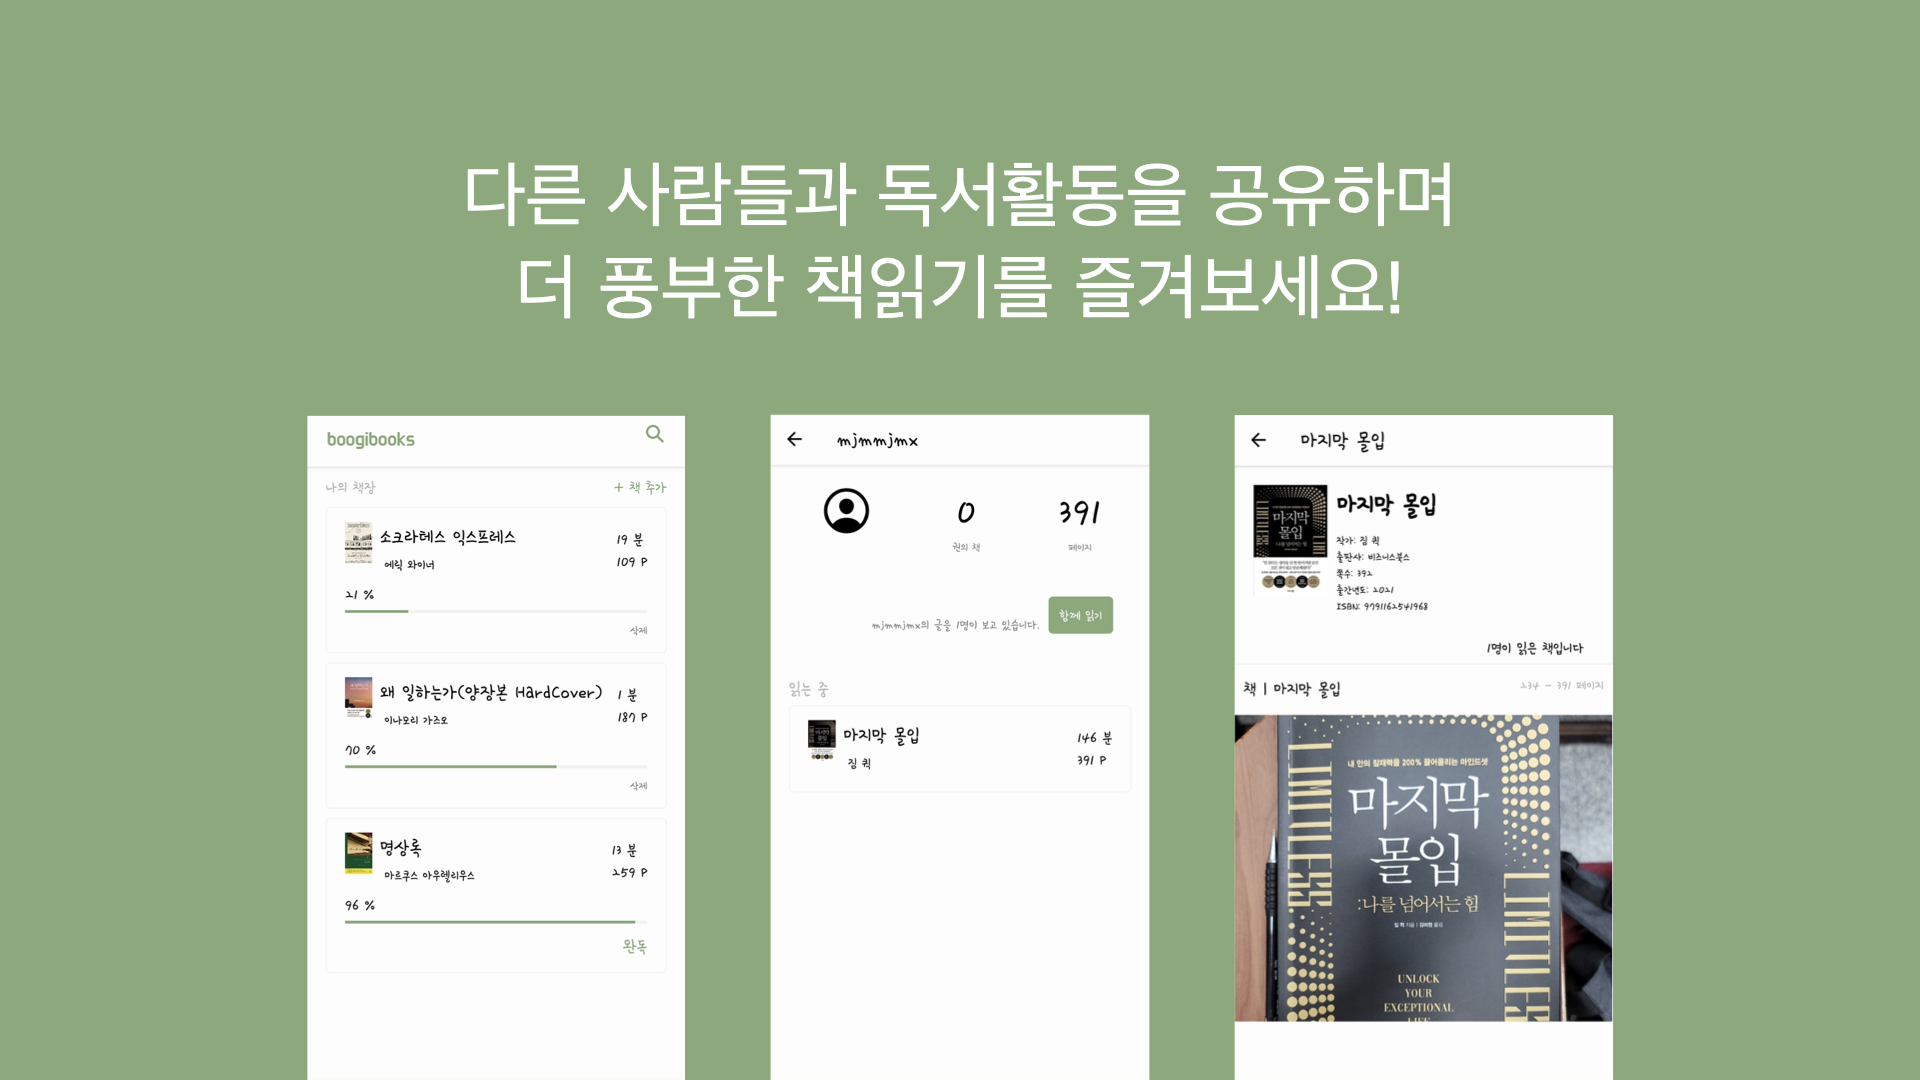 다른 사람들과 독서활동을 공유하며
더 풍부한 책읽기를 즐겨보세요!
boogibooks
나의 책장
+ 책 추가
소크라테스 익스프레스
19 분
에릭 와이너
109 P
21 %
삭제
왜 일하는가(양장본 HardCover)
1 분
이나모리 가즈오
187 P
70 %
삭제
명상록
13 분
마르쿠스 아우렐리우스
259 P
96 %
완독
mjmmjmx
0
391
권의 책
페이지
mjmmjmx의 글을 1명이 보고 있습니다.
함께 읽기
읽는 중
마지막 몰입
146 분
짐 퀵
391 P
마지막 몰입
마지막
몰입
LIMITLESS
마지막 몰입
작가: 짐 퀵
출판사: 비즈니스북스
쪽수: 392
출간년도: 2021
ISBN: 9791162541968
1명이 읽은 책입니다
책 | 마지막 몰입
234 - 391 페이지
내 안의 잠재력을 200% 끌어올리는 마인드셋
마지막
몰입
:나를 넘어서는 힘
짐 퀵 지음 | 김미정 옮김
LIMITLESS
LIMITLESS
UNLOCK
YOUR
EXCEPTIONAL
LIFE